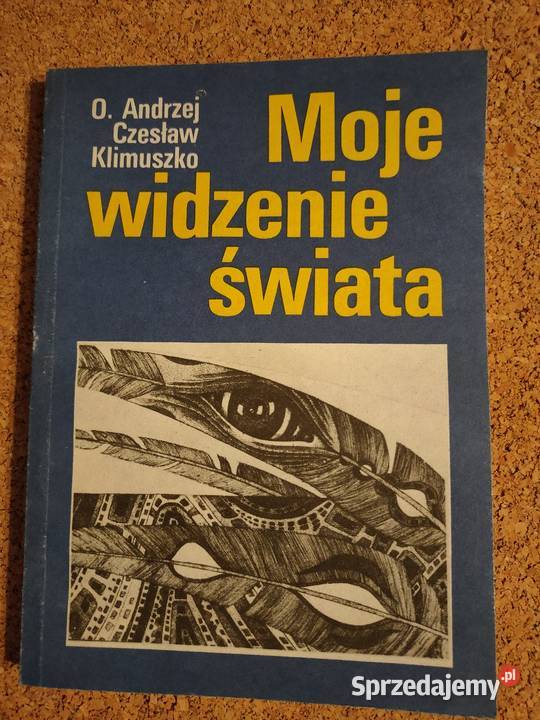 O. Andrzej
Czesław
Klimuszko
Moje
widzenie
świata
Sprzedajemy.pl